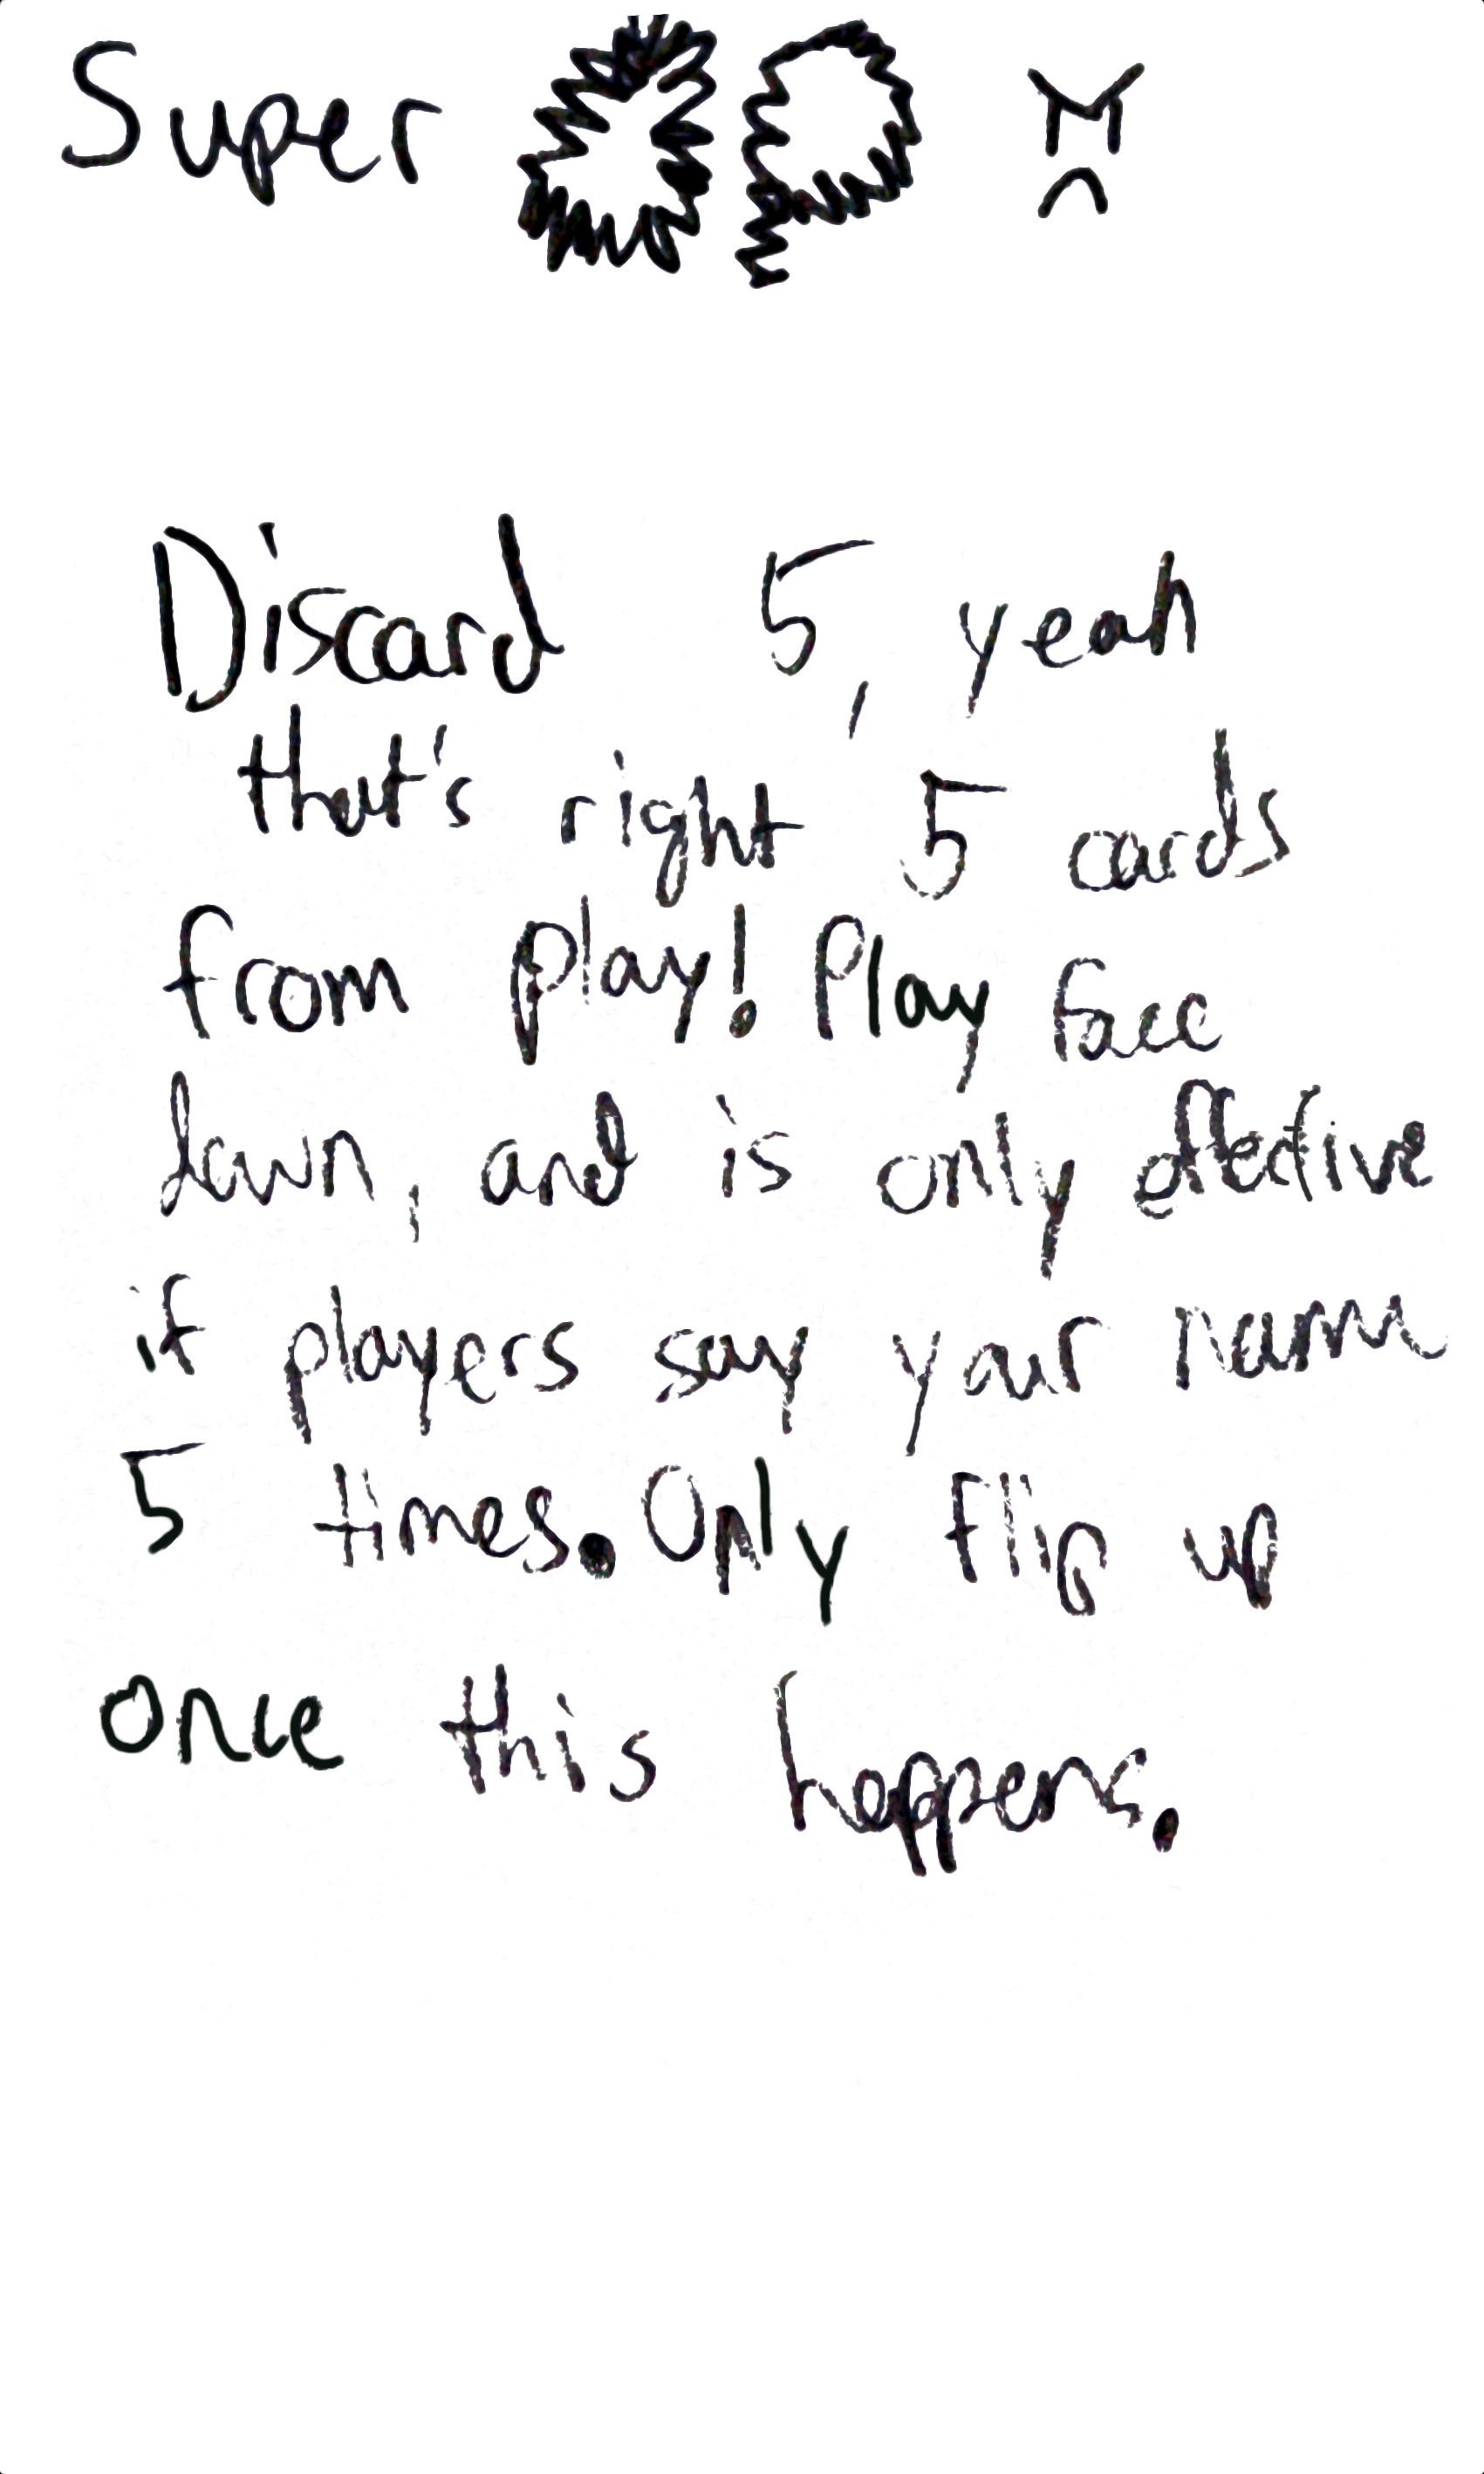 Super OP
Discard 5, yeah
that's right 5 cards
from play! Play face
down, and is only effective
if players say your name
5 times. Only flip up
once this happens.